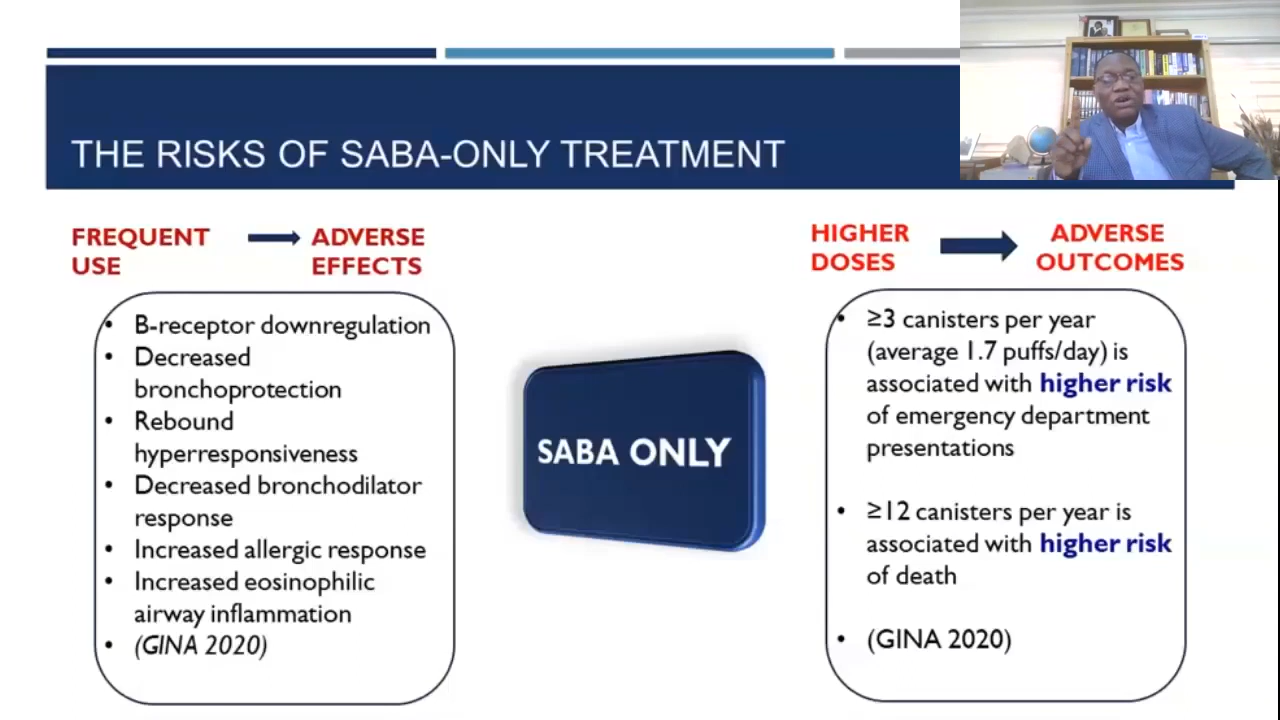 THE RISKS OF SABA-ONLY TREATMENT
FREQUENT USE
ADVERSE EFFECTS
• B-receptor downregulation
• Decreased
bronchoprotection
• Rebound
hyperresponsiveness
• Decreased bronchodilator
response
• Increased allergic response
• Increased eosinophilic
airway inflammation
• (GINA 2020)
SABA ONLY
HIGHER DOSES
ADVERSE OUTCOMES
• ≥3 canisters per year
(average 1.7 puffs/day) is
associated with higher risk
of emergency department
presentations
• ≥12 canisters per year is
associated with higher risk
of death
• (GINA 2020)